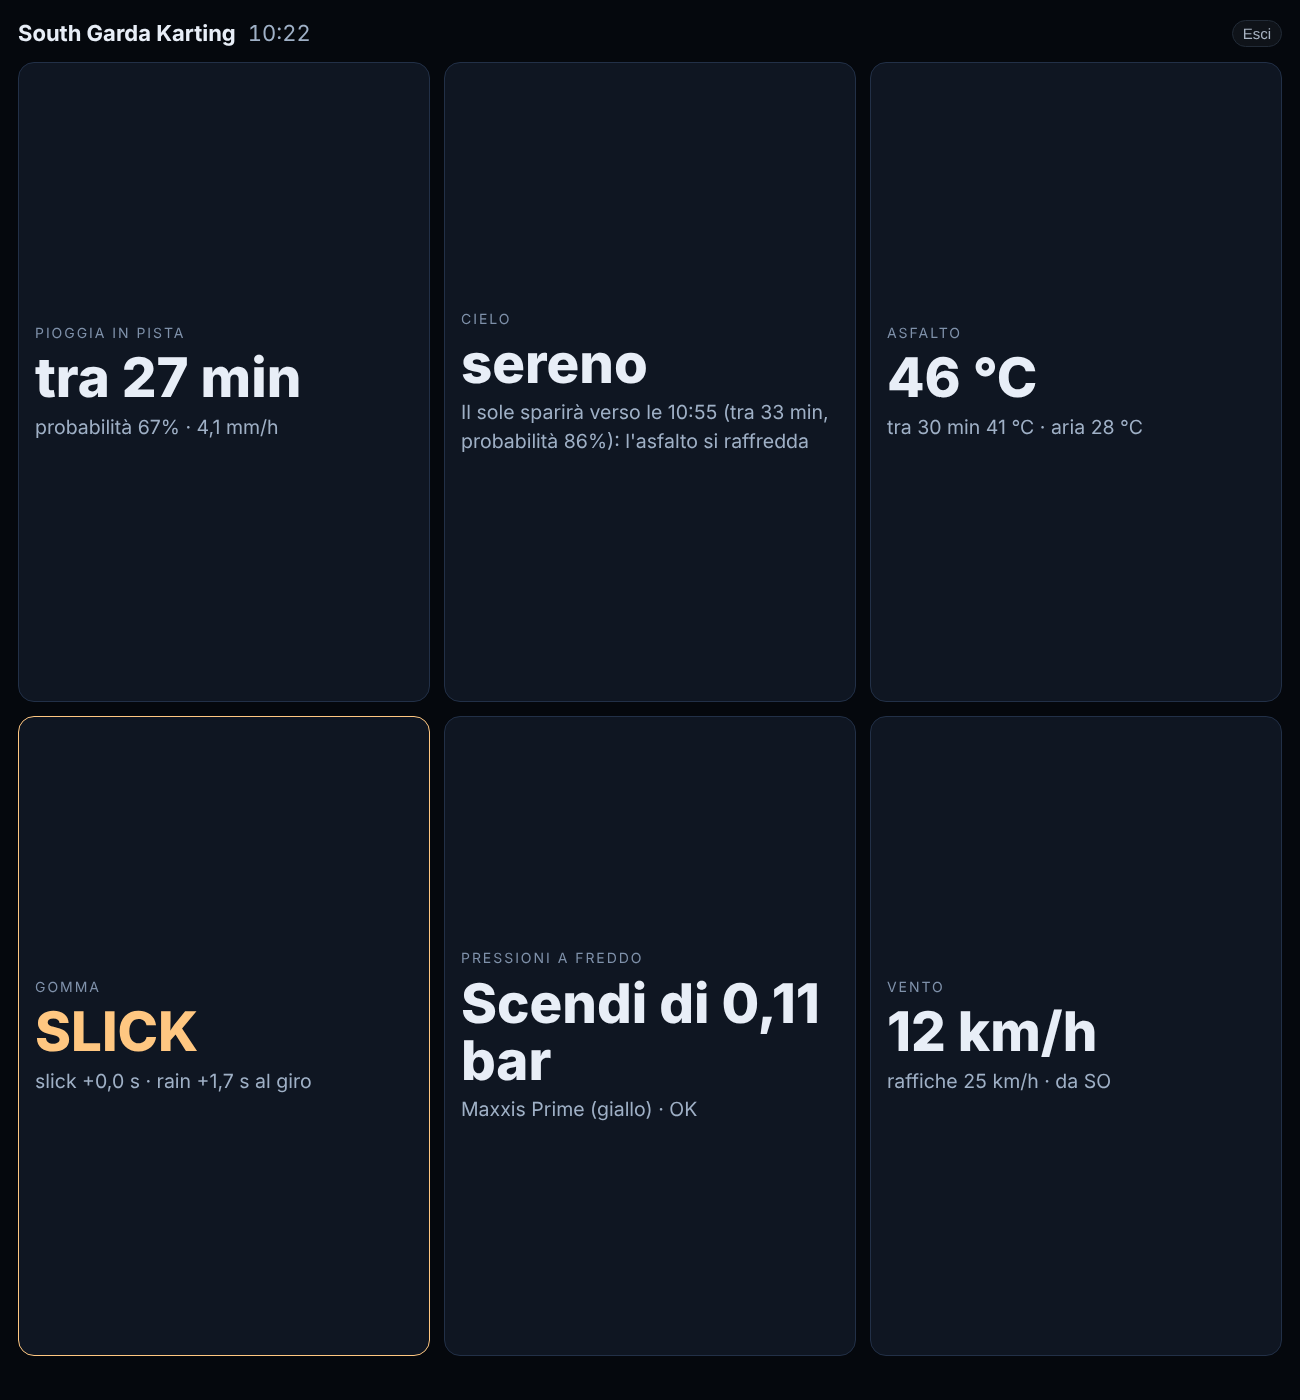 South Garda Karting 10:22
Esci
PIOGGIA IN PISTA
tra 27 min
probabilità 67% · 4,1 mm/h
CIELO
sereno
Il sole sparirà verso le 10:55 (tra 33 min,
probabilità 86%): l'asfalto si raffredda
ASFALTO
46 °C
tra 30 min 41 °C · aria 28 °C
GOMMA
SLICK
slick +0,0 s · rain +1,7 s al giro
PRESSIONI A FREDDO
Scendi di 0,11
bar
Maxxis Prime (giallo) · OK
VENTO
12 km/h
raffiche 25 km/h · da SO